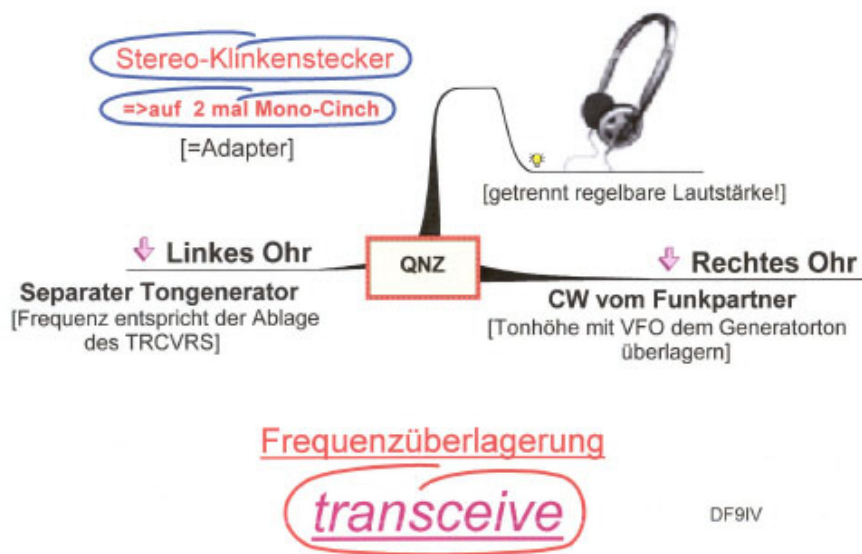 Stereo-Klinkenstecker
=>auf 2 mal Mono-Cinch
[=Adapter]
[getrennt regelbare Lautstärke!]
Linkes Ohr
QNZ
Rechtes Ohr
Separater Tongenerator
[Frequenz entspricht der Ablage
des TRCVRS]
CW vom Funkpartner
[Tonhöhe mit VFO dem Generatorton
überlagern]
Frequenzüberlagerung
transceive
DF9IV